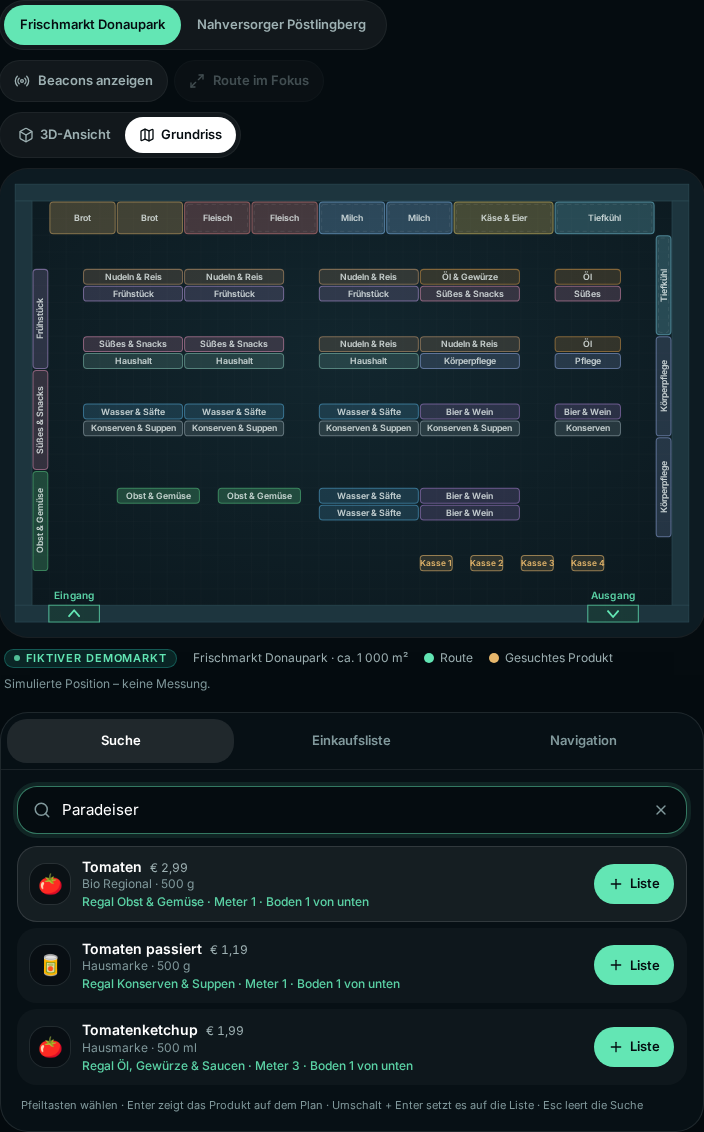 Frischmarkt Donaupark Nahversorger Pöstlingberg
Beacons anzeigen Route im Fokus
3D-Ansicht Grundriss
Brot Brot Fleisch Fleisch Milch Milch Käse & Eier Tiefkühl
Tiefkühl
Frühstück
Nudeln & Reis Nudeln & Reis Nudeln & Reis Öl & Gewürze Öl
Frühstück Frühstück Frühstück Süßes & Snacks Süßes
Körperpflege
Süßes & Snacks Süßes & Snacks Nudeln & Reis Nudeln & Reis Öl
Haushalt Haushalt Haushalt Körperpflege Pflege
Süßes & Snacks
Wasser & Säfte Wasser & Säfte Wasser & Säfte Bier & Wein Bier & Wein
Konserven & Suppen Konserven & Suppen Konserven & Suppen Konserven & Suppen Konserven
Körperpflege
Obst & Gemüse
Obst & Gemüse Obst & Gemüse Wasser & Säfte Bier & Wein
Wasser & Säfte Bier & Wein
Kasse 1 Kasse 2 Kasse 3 Kasse 4
Eingang Ausgang
FIKTIVER DEMOMARKT Frischmarkt Donaupark · ca. 1 000 m² Route Gesuchtes Produkt
Simulierte Position – keine Messung.
Suche Einkaufsliste Navigation
Paradeiser
Tomaten € 2,99
Bio Regional · 500 g
Regal Obst & Gemüse · Meter 1 · Boden 1 von unten
Liste
Tomaten passiert € 1,19
Hausmarke · 500 g
Regal Konserven & Suppen · Meter 1 · Boden 1 von unten
Liste
Tomatenketchup € 1,99
Hausmarke · 500 ml
Regal Öl, Gewürze & Saucen · Meter 3 · Boden 1 von unten
Liste
Pfeiltasten wählen · Enter zeigt das Produkt auf dem Plan · Umschalt + Enter setzt es auf die Liste · Esc leert die Suche